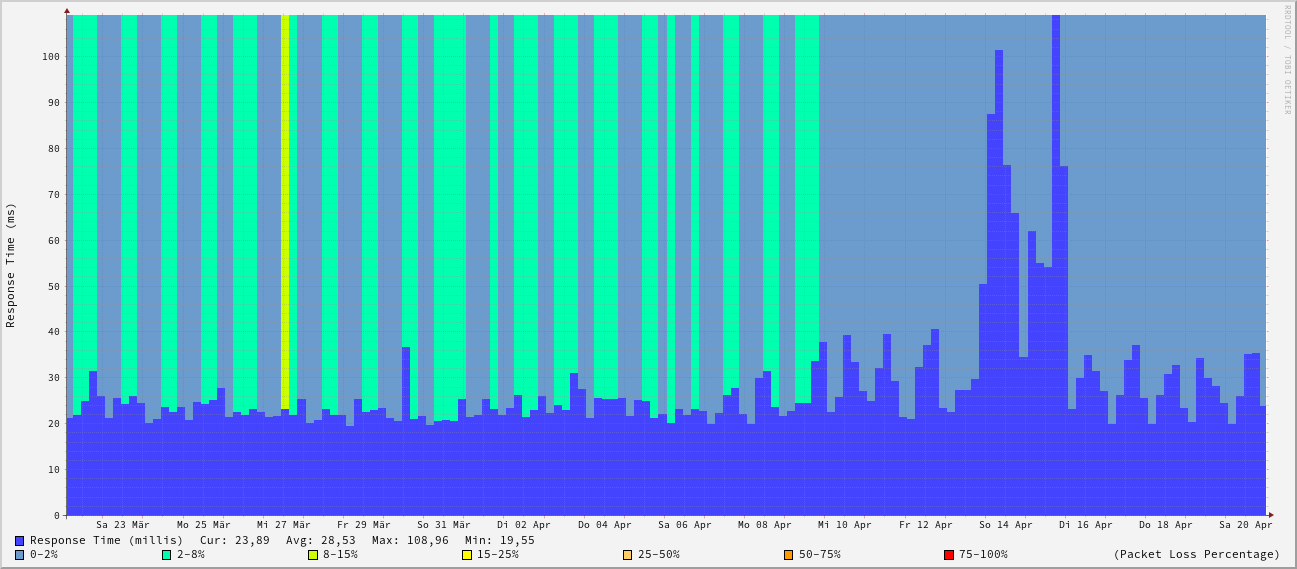 RRDTOOL / TOBI OETIKER
Response Time (ms)
100
90
80
70
60
50
40
30
20
10
0
Sa 23 Mär Mo 25 Mär Mi 27 Mär Fr 29 Mär So 31 Mär Di 02 Apr Do 04 Apr Sa 06 Apr Mo 08 Apr Mi 10 Apr Fr 12 Apr So 14 Apr Di 16 Apr Do 18 Apr Sa 20 Apr
Response Time (millis) Cur: 23,89 Avg: 28,53 Max: 108,96 Min: 19,55
0-2% 2-8% 8-15% 15-25% 25-50% 50-75% 75-100% (Packet Loss Percentage)